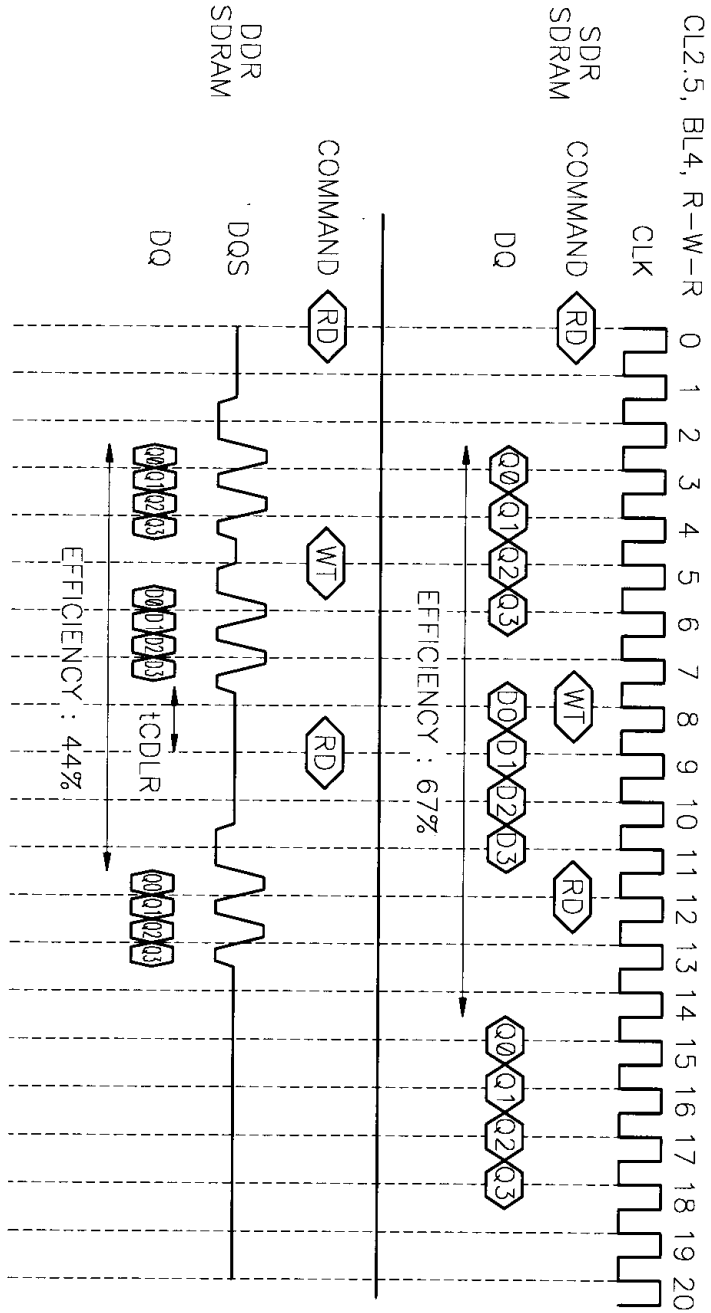 CL2.5, BL4, R-W-R
0 1 2 3 4 5 6 7 8 9 10 11 12 13 14 15 16 17 18 19 20
CLK
SDR
SDRAM
COMMAND RD WT RD
DQ Q0 Q1 Q2 Q3 D0 D1 D2 D3 Q0 Q1 Q2 Q3
EFFICIENCY : 67%
DDR
SDRAM
COMMAND RD WT RD
DQS
DQ Q0 Q1 Q2 Q3 D0 D1 D2 D3 Q0 Q1 Q2 Q3
tCDLR
EFFICIENCY : 44%